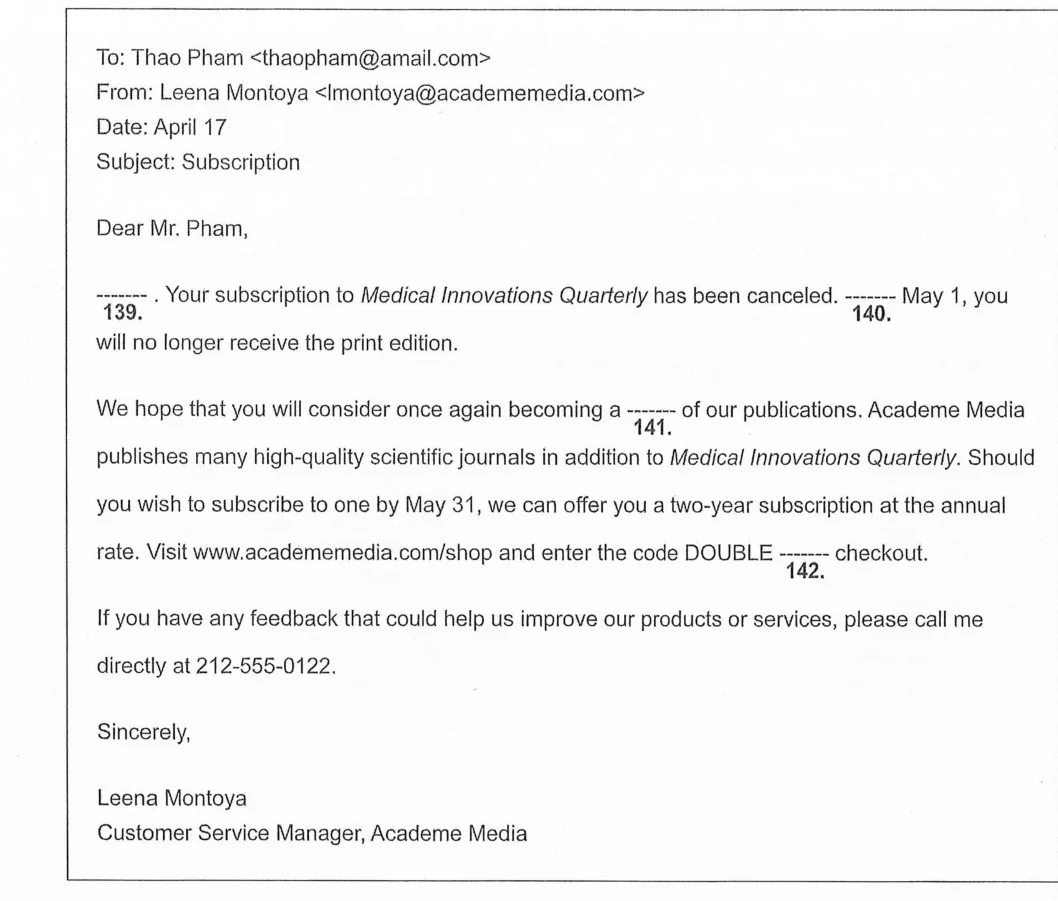 To: Thao Pham <thaopham@amail.com>
From: Leena Montoya <lmontoya@academemedia.com>
Date: April 17
Subject: Subscription
Dear Mr. Pham,
------- . Your subscription to Medical Innovations Quarterly has been canceled. ------- May 1, you
139. 140.
will no longer receive the print edition.
We hope that you will consider once again becoming a ------- of our publications. Academe Media
141.
publishes many high-quality scientific journals in addition to Medical Innovations Quarterly. Should
you wish to subscribe to one by May 31, we can offer you a two-year subscription at the annual
rate. Visit www.academemedia.com/shop and enter the code DOUBLE ------- checkout.
142.
If you have any feedback that could help us improve our products or services, please call me
directly at 212-555-0122.
Sincerely,
Leena Montoya
Customer Service Manager, Academe Media